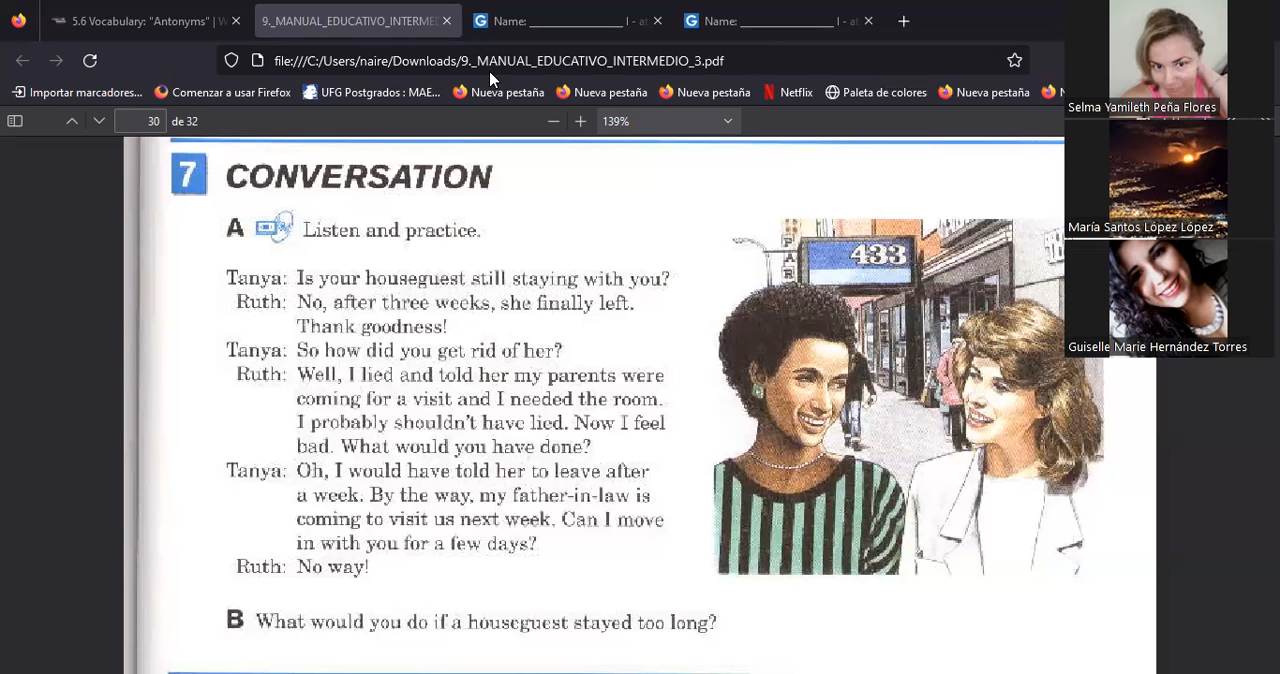 5.6 Vocabulary: "Antonyms" | W
9._MANUAL_EDUCATIVO_INTERME
Name: ______________ I - at
Name: ______________ I - at
file:///C:/Users/naire/Downloads/9._MANUAL_EDUCATIVO_INTERMEDIO_3.pdf
Importar marcadores... Comenzar a usar Firefox UFG Postgrados : MAE... Nueva pestaña Nueva pestaña Nueva pestaña Netflix Paleta de colores Nueva pestaña
30 de 32
139%
Selma Yamileth Peña Flores
María Santos López López
Guiselle Marie Hernández Torres
7 CONVERSATION
A Listen and practice.
Tanya: Is your houseguest still staying with you?
Ruth: No, after three weeks, she finally left.
Thank goodness!
Tanya: So how did you get rid of her?
Ruth: Well, I lied and told her my parents were
coming for a visit and I needed the room.
I probably shouldn't have lied. Now I feel
bad. What would you have done?
Tanya: Oh, I would have told her to leave after
a week. By the way, my father-in-law is
coming to visit us next week. Can I move
in with you for a few days?
Ruth: No way!
433
PAR
B What would you do if a houseguest stayed too long?